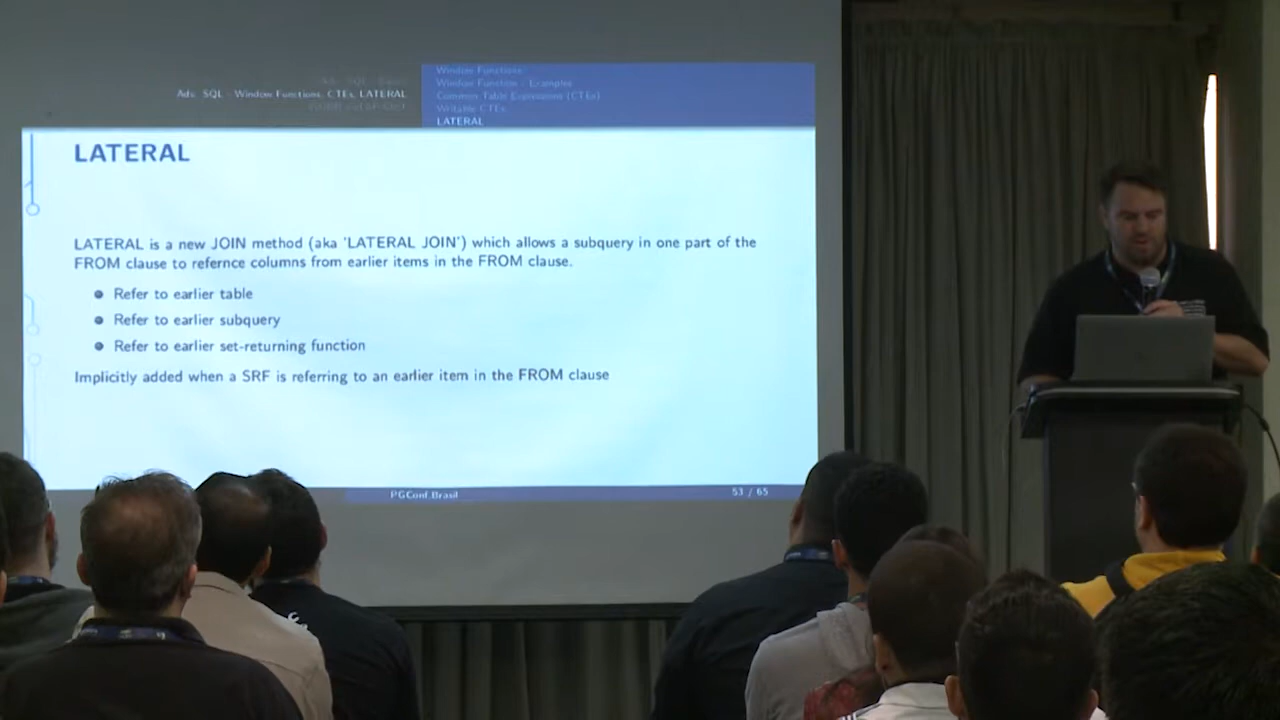 Adv. SQL - Window Functions, CTEs, LATERAL
Window Functions
Window Function - Examples
Common Table Expression (CTEs)
Writable CTEs
LATERAL
LATERAL
LATERAL is a new JOIN method (aka 'LATERAL JOIN') which allows a subquery in one part of the
FROM clause to refernce columns from earlier items in the FROM clause.
Refer to earlier table
Refer to earlier subquery
Refer to earlier set-returning function
Implicitly added when a SRF is referring to an earlier item in the FROM clause
PGConf.Brasil
53 / 65